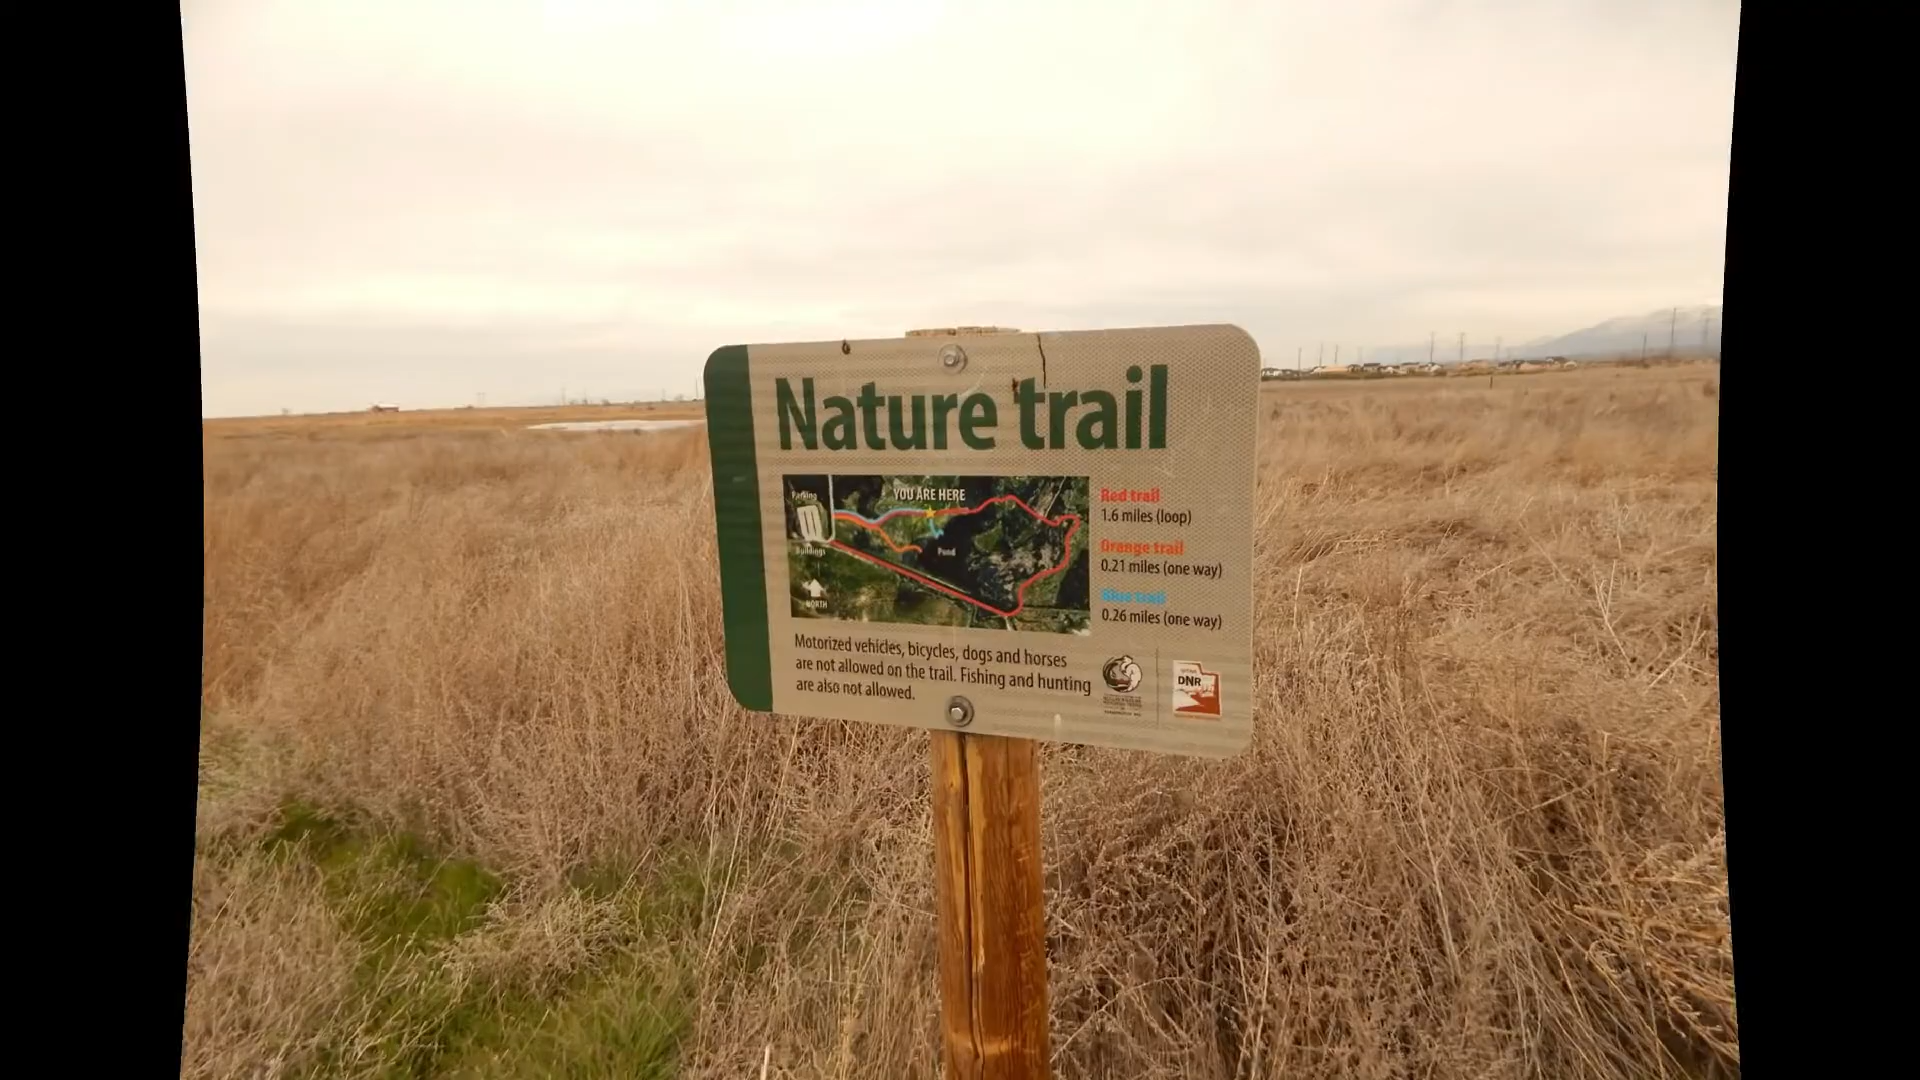 Nature trail
Parking
YOU ARE HERE
Buildings
Pond
NORTH
Red trail
1.6 miles (loop)
Orange trail
0.21 miles (one way)
Blue trail
0.26 miles (one way)
Motorized vehicles, bicycles, dogs and horses
are not allowed on the trail. Fishing and hunting
are also not allowed.
UTAH
DNR